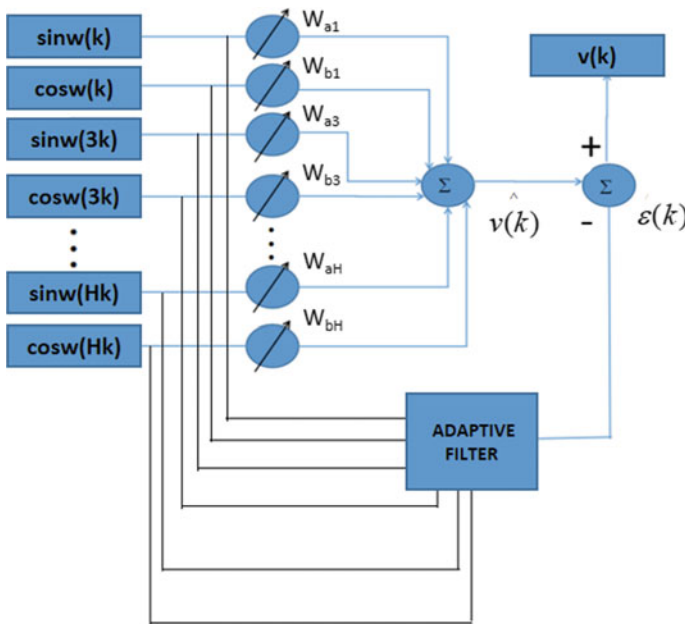 sinw(k)
cosw(k)
sinw(3k)
cosw(3k)
sinw(Hk)
cosw(Hk)
Wa1
Wb1
Wa3
Wb3
WaH
WbH
Σ
v̂(k)
v(k)
+
Σ
-
ε(k)
ADAPTIVE
FILTER